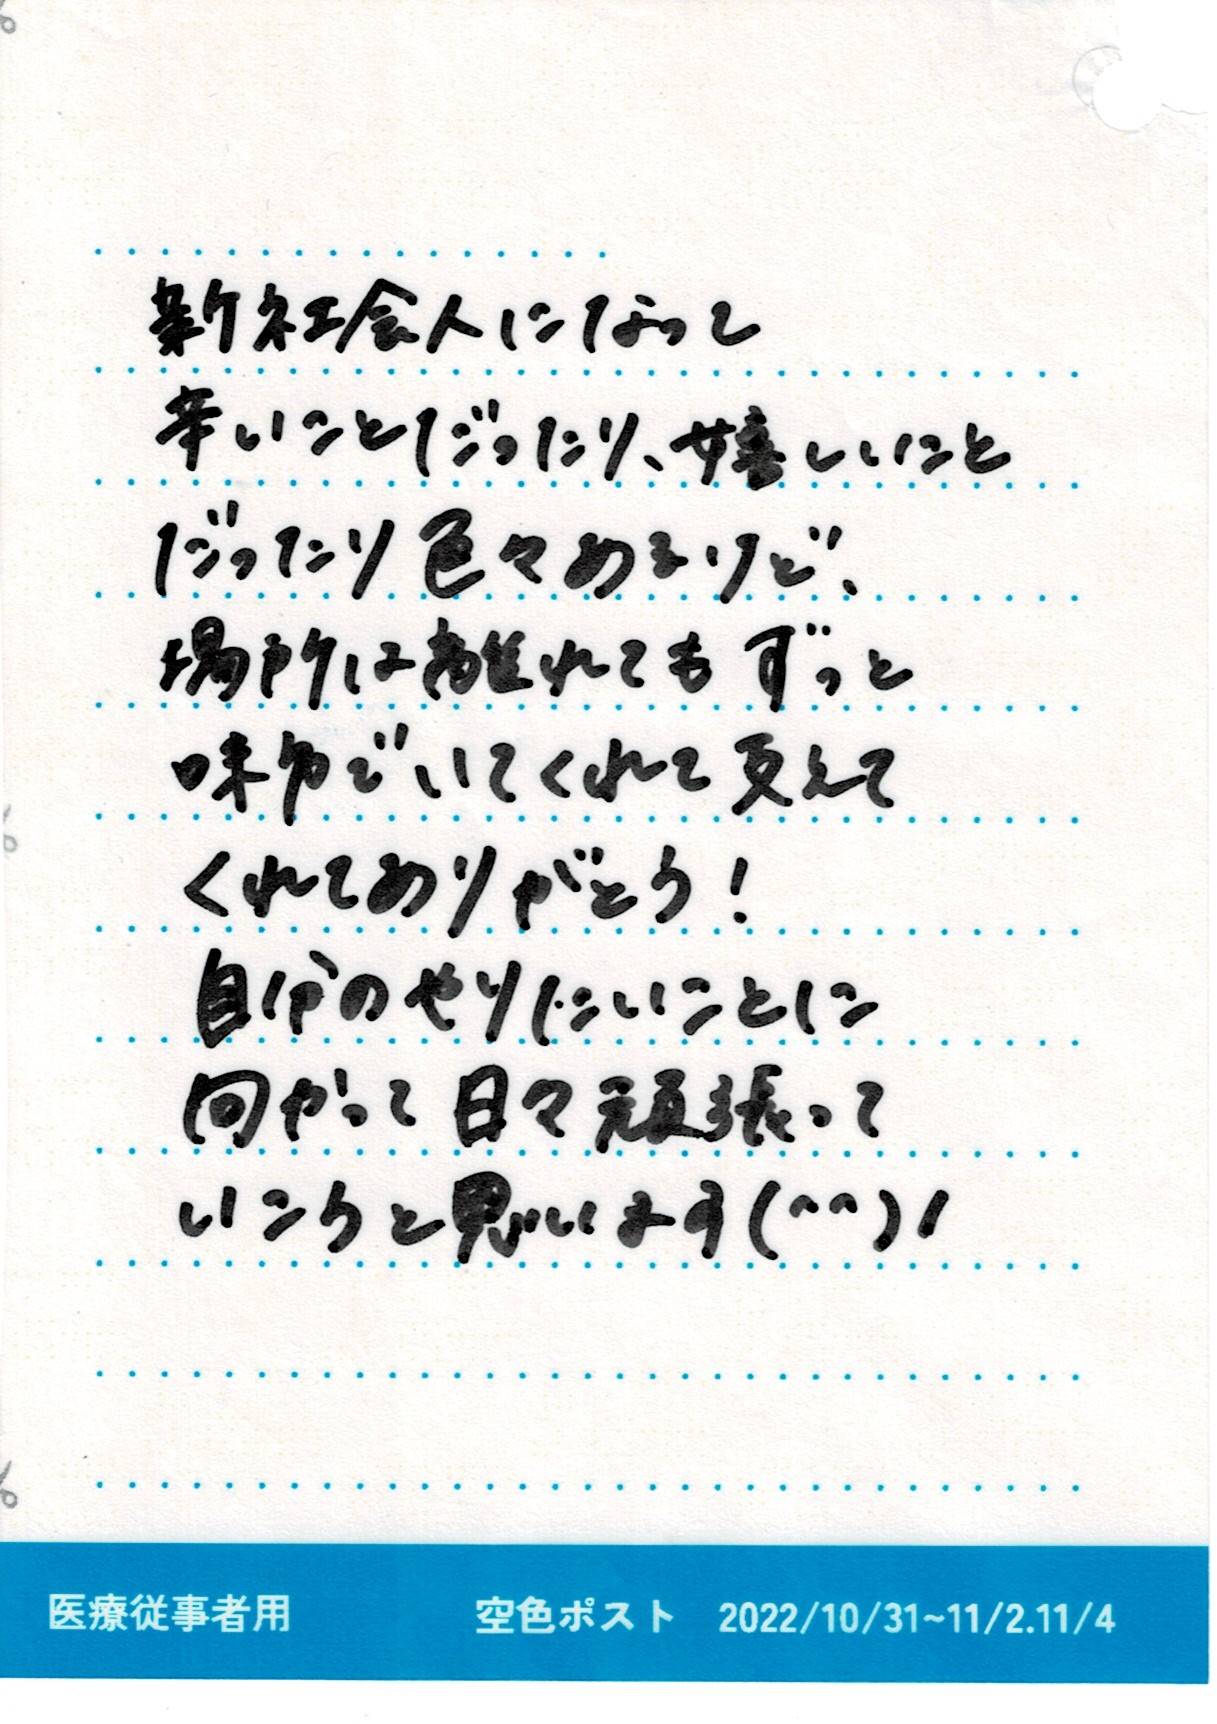 新社会人になって
辛いことだったり、嬉しいこと
だったり色々あるけど、
場所は離れてもずっと
味方でいてくれて支えて
くれてありがとう!
自分のやりたいことに
向かって日々頑張って
いこうと思います(^^)!
医療従事者用 空色ポスト 2022/10/31~11/2.11/4